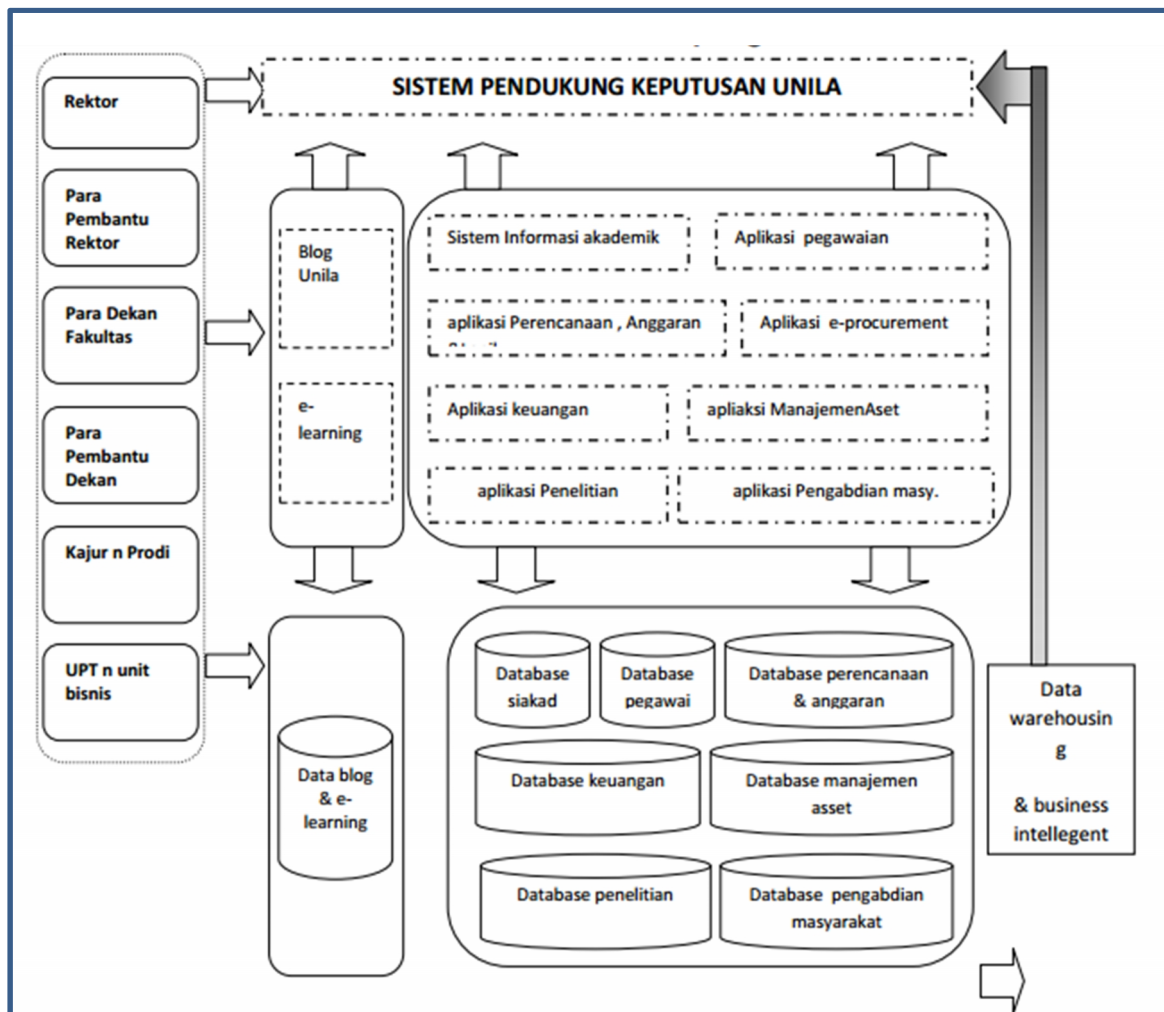 SISTEM PENDUKUNG KEPUTUSAN UNILA
Rektor
Para
Pembantu
Rektor
Para Dekan
Fakultas
Para
Pembantu
Dekan
Kajur n Prodi
UPT n unit
bisnis
Blog
Unila
e-
learning
Sistem Informasi akademik
Aplikasi pegawaian
aplikasi Perencanaan , Anggaran
Aplikasi e-procurement
Aplikasi keuangan
apliaksi ManajemenAset
aplikasi Penelitian
aplikasi Pengabdian masy.
Data blog
& e-
learning
Database
siakad
Database
pegawai
Database perencanaan
& anggaran
Database keuangan
Database manajemen
asset
Database penelitian
Database pengabdian
masyarakat
Data
warehousin
g
& business
intellegent